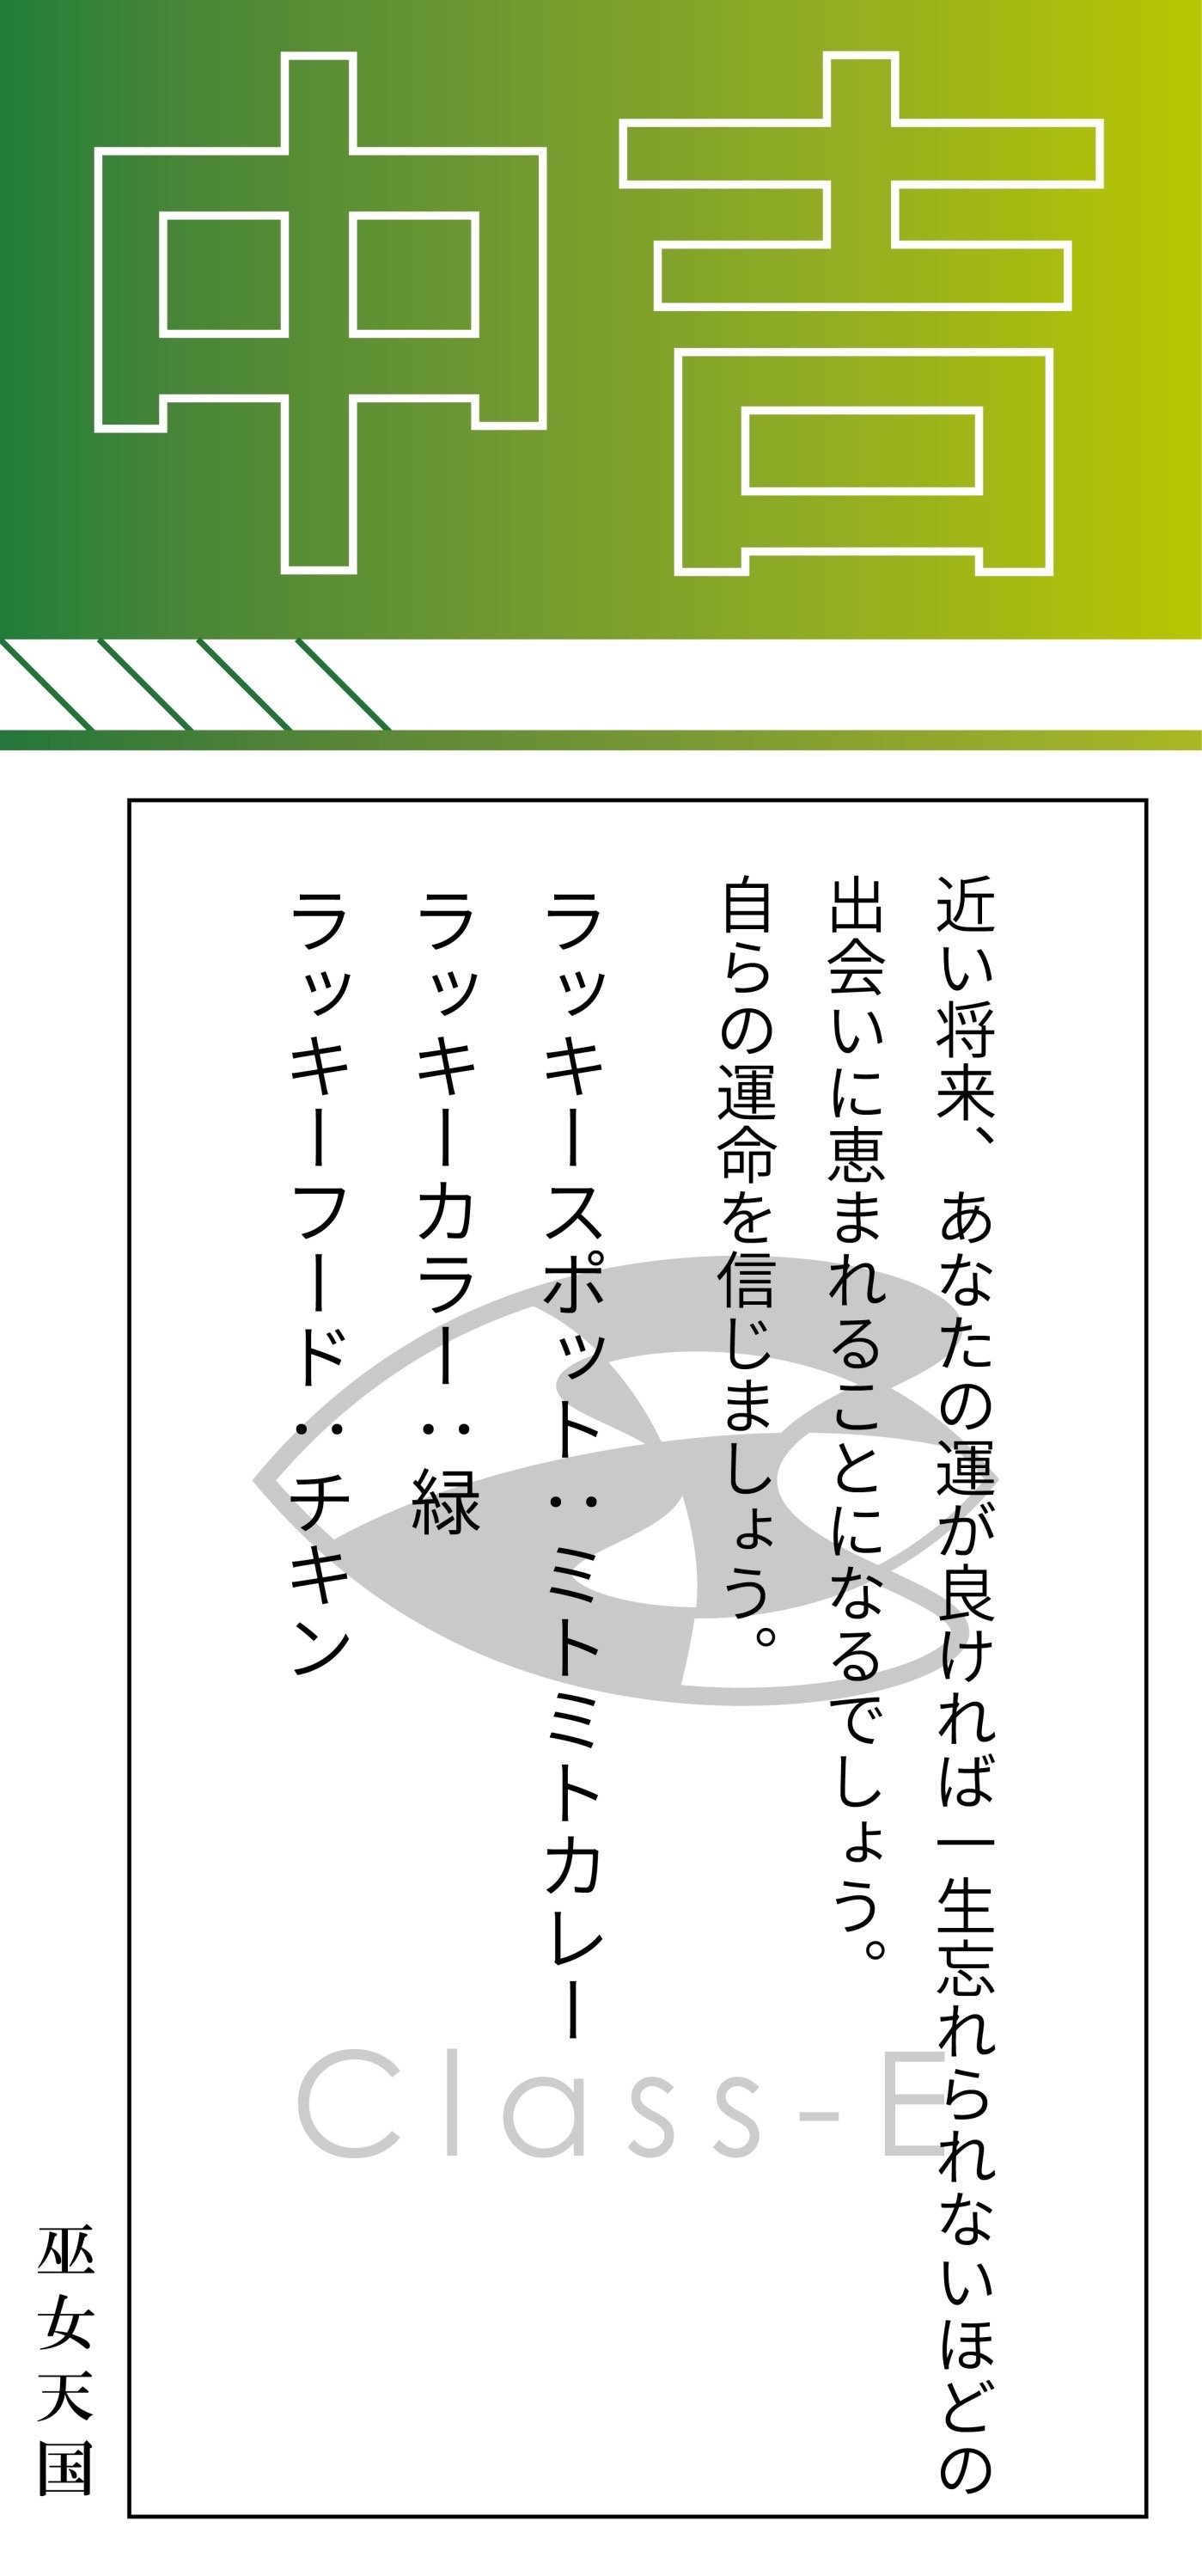 中吉
近い将来、あなたの運が良ければ一生忘れられないほどの
出会いに恵まれることになるでしょう。
自らの運命を信じましょう。
ラッキースポット：ミトミトカレー
ラッキーカラー：緑
ラッキーフード：チキン
Class-E
巫女天国